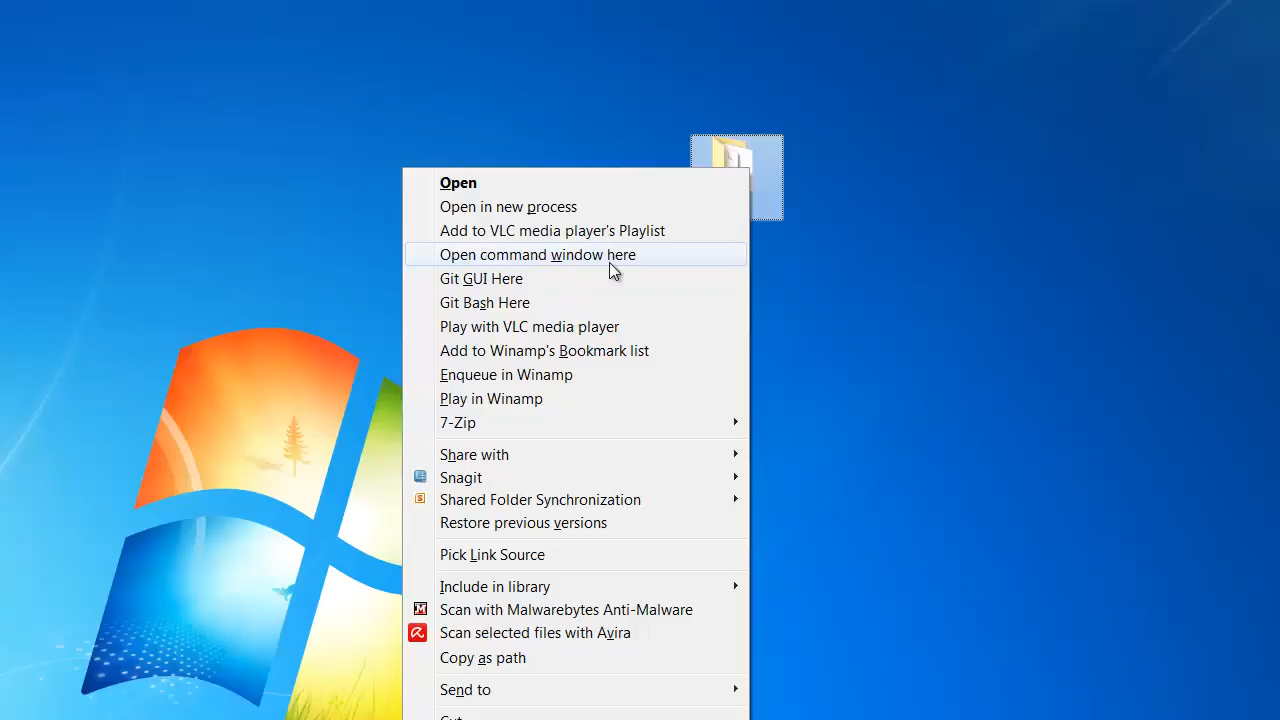 Open
Open in new process
Add to VLC media player's Playlist
Open command window here
Git GUI Here
Git Bash Here
Play with VLC media player
Add to Winamp's Bookmark list
Enqueue in Winamp
Play in Winamp
7-Zip
Share with
Snagit
Shared Folder Synchronization
Restore previous versions
Pick Link Source
Include in library
Scan with Malwarebytes Anti-Malware
Scan selected files with Avira
Copy as path
Send to